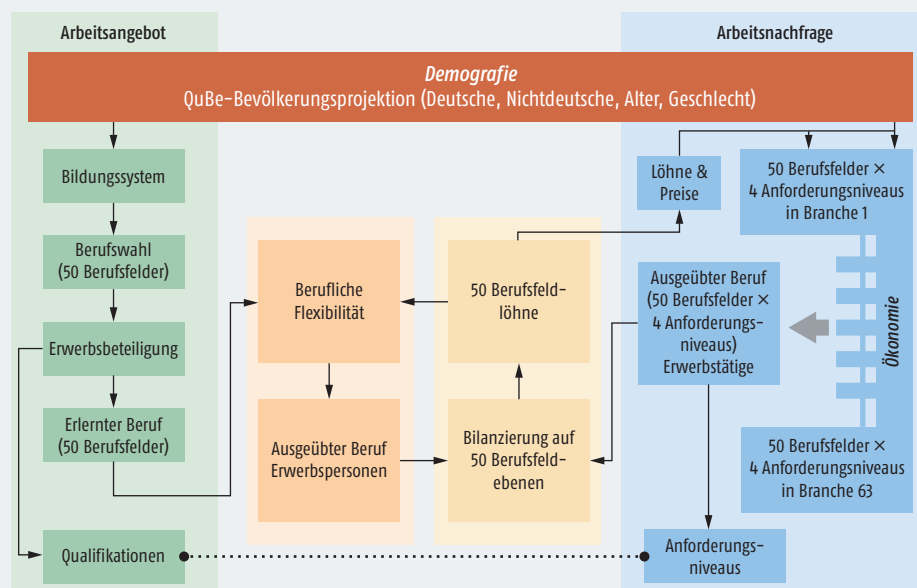 Arbeitsangebot
Arbeitsnachfrage
Demografie
QuBe-Bevölkerungsprojektion (Deutsche, Nichtdeutsche, Alter, Geschlecht)
Bildungssystem
Berufswahl
(50 Berufsfelder)
Erwerbsbeteiligung
Erlernter Beruf
(50 Berufsfelder)
Qualifikationen
Berufliche
Flexibilität
Ausgeübter Beruf
Erwerbspersonen
50 Berufsfeld-
löhne
Bilanzierung auf
50 Berufsfeld-
ebenen
Löhne &
Preise
Ausgeübter Beruf
(50 Berufsfelder ×
4 Anforderungs-
niveaus)
Erwerbstätige
Anforderungs-
niveaus
50 Berufsfelder ×
4 Anforderungsniveaus
in Branche 1
Ökonomie
50 Berufsfelder ×
4 Anforderungsniveaus
in Branche 63